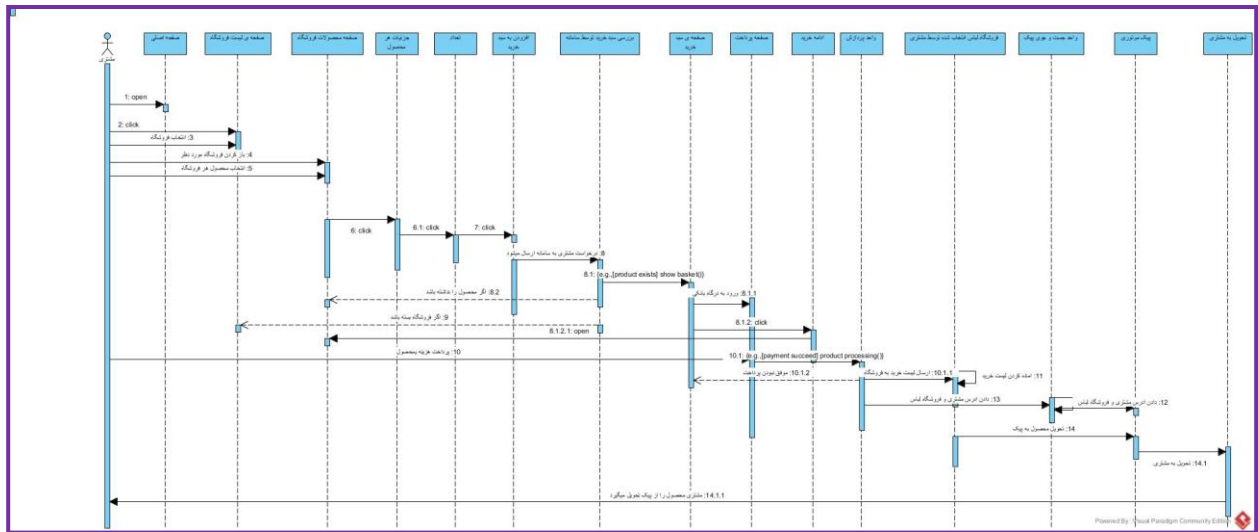 صفحه اصلی
صفحه ی لیست فروشگاه
صفحه محصولات فروشگاه
جزئیات هر محصول
تعداد
افزودن به سبد خرید
بررسی سبد خرید توسط سامانه
صفحه ی سبد خرید
صفحه پرداخت
ادامه خرید
واحد پردازش
فروشگاه لباس انتخاب شده توسط مشتری
واحد جست و جوی پیک
پیک موتوری
تحویل به مشتری
مشتری
1: open
2: click
3: انتخاب فروشگاه
4: باز کردن فروشگاه مورد نظر
5: انتخاب محصول هر فروشگاه
6: click
6.1: click
7: click
8: درخواست مشتری به سامانه ارسال میشود
8.1: (e.g.,[product exists] show basket())
8.2: اگر محصول را نداشته باشد
8.1.1: ورود به درگاه بانکی
9: اگر فروشگاه بسته باشد
8.1.2: click
8.1.2.1: open
10: پرداخت هزینه محصول
10.1: (e.g.,[payment succeed] product processing())
10.1.2: موفق نبودن پرداخت
10.1.1: ارسال لیست خرید به فروشگاه
11: اماده کردن لیست خرید
13: دادن ادرس مشتری و فروشگاه لباس
12: دادن ادرس مشتری و فروشگاه لباس
14: تحویل محصول به پیک
14.1: تحویل به مشتری
14.1.1: مشتری محصول را از پیک تحویل میگیرد
Powered By: Visual Paradigm Community Edition